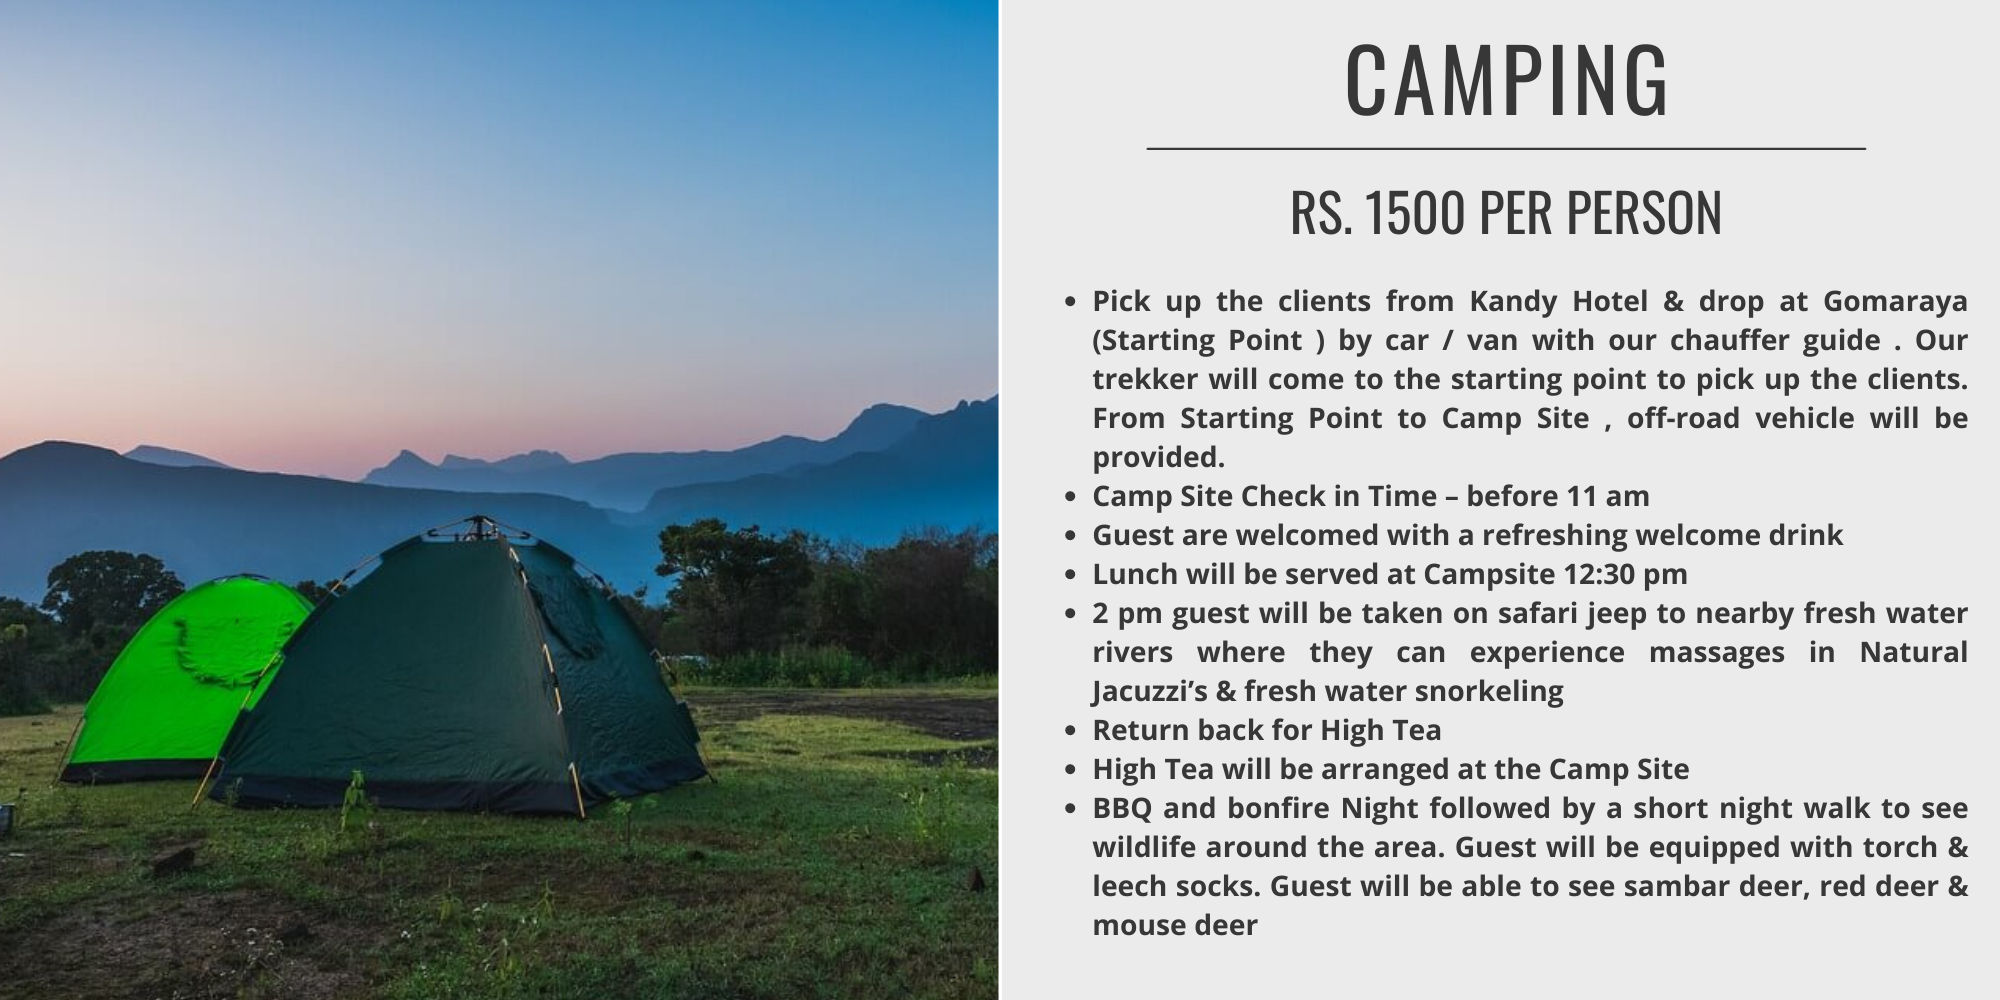 CAMPING
RS. 1500 PER PERSON
• Pick up the clients from Kandy Hotel & drop at Gomaraya
(Starting Point ) by car / van with our chauffer guide . Our
trekker will come to the starting point to pick up the clients.
From Starting Point to Camp Site , off-road vehicle will be
provided.
• Camp Site Check in Time – before 11 am
• Guest are welcomed with a refreshing welcome drink
• Lunch will be served at Campsite 12:30 pm
• 2 pm guest will be taken on safari jeep to nearby fresh water
rivers where they can experience massages in Natural
Jacuzzi’s & fresh water snorkeling
• Return back for High Tea
• High Tea will be arranged at the Camp Site
• BBQ and bonfire Night followed by a short night walk to see
wildlife around the area. Guest will be equipped with torch &
leech socks. Guest will be able to see sambar deer, red deer &
mouse deer